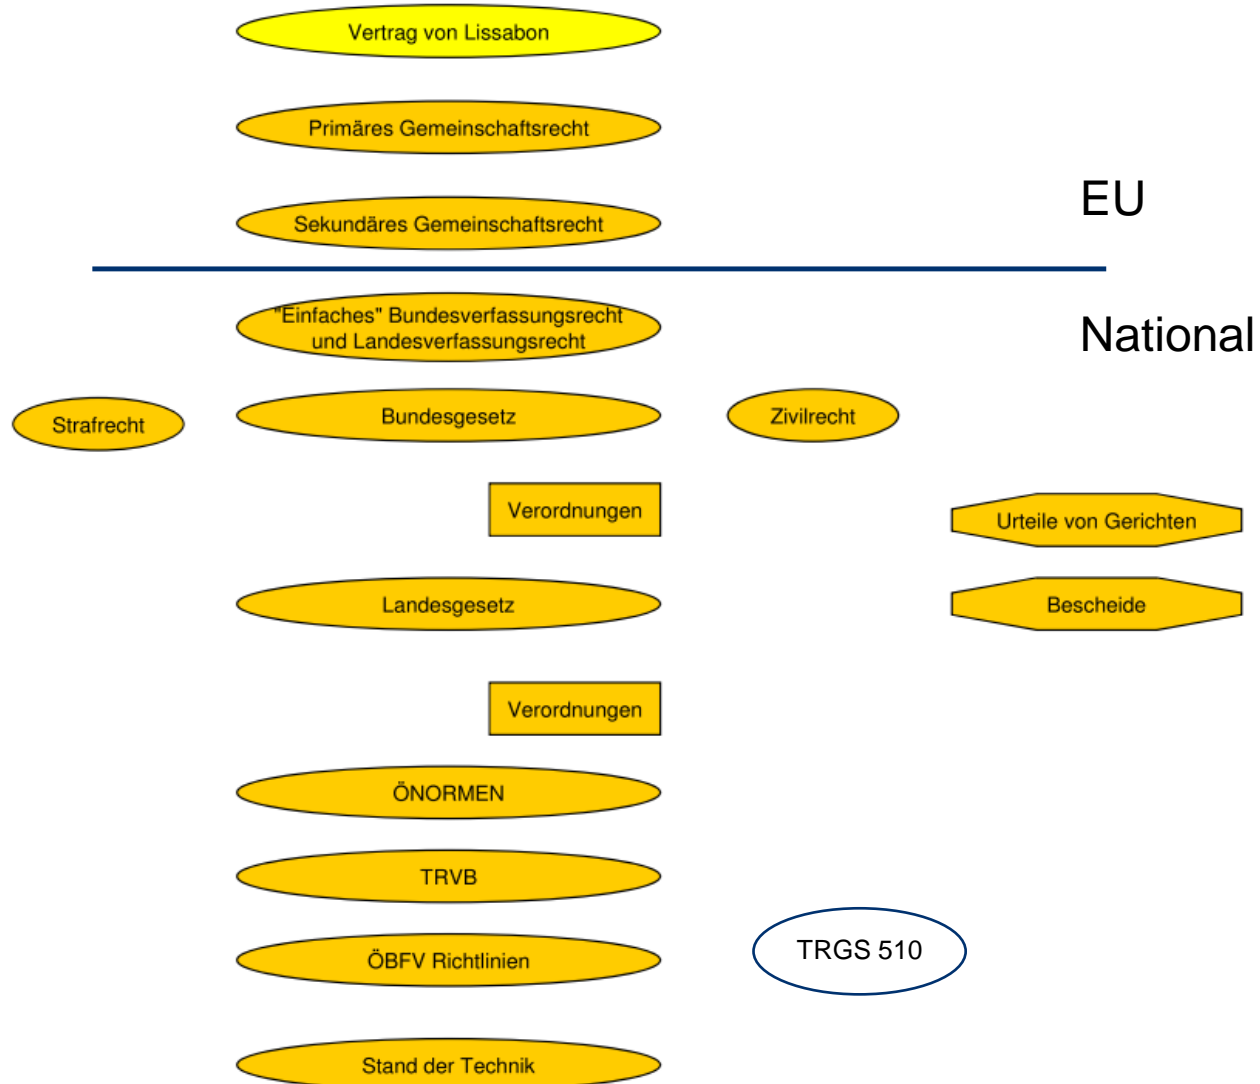 Vertrag von Lissabon
Primäres Gemeinschaftsrecht
EU
Sekundäres Gemeinschaftsrecht
"Einfaches" Bundesverfassungsrecht
und Landesverfassungsrecht
National
Strafrecht
Bundesgesetz
Zivilrecht
Verordnungen
Urteile von Gerichten
Landesgesetz
Bescheide
Verordnungen
ÖNORMEN
TRVB
ÖBFV Richtlinien
TRGS 510
Stand der Technik